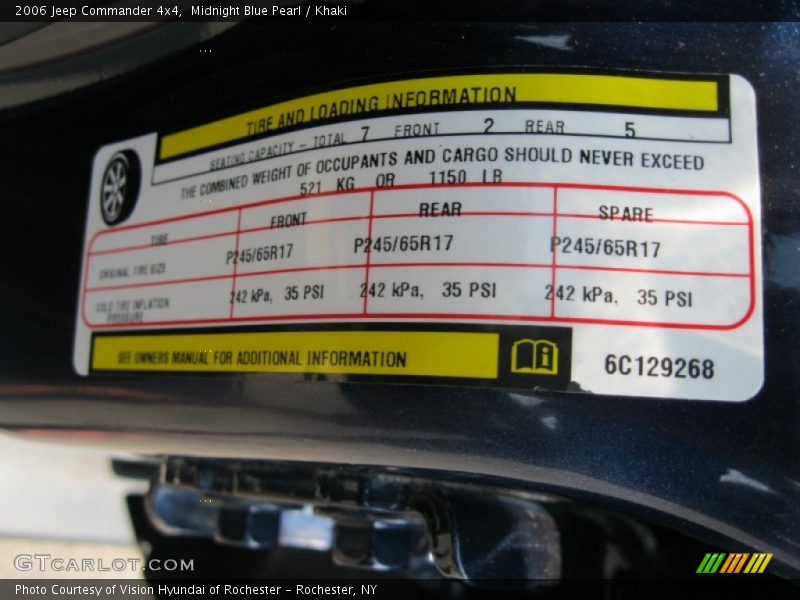 2006 Jeep Commander 4x4,  Midnight Blue Pearl / Khaki
TIRE AND LOADING INFORMATION
SEATING CAPACITY - TOTAL 7 FRONT 2 REAR 5
THE COMBINED WEIGHT OF OCCUPANTS AND CARGO SHOULD NEVER EXCEED
521 KG OR 1150 LB
TIRE FRONT REAR SPARE
ORIGINAL TIRE SIZE P245/65R17 P245/65R17 P245/65R17
COLD TIRE INFLATION PRESSURE 242 kPa, 35 PSI 242 kPa, 35 PSI 242 kPa, 35 PSI
SEE OWNERS MANUAL FOR ADDITIONAL INFORMATION
6C129268
GTCARLOT.COM
Photo Courtesy of Vision Hyundai of Rochester - Rochester, NY